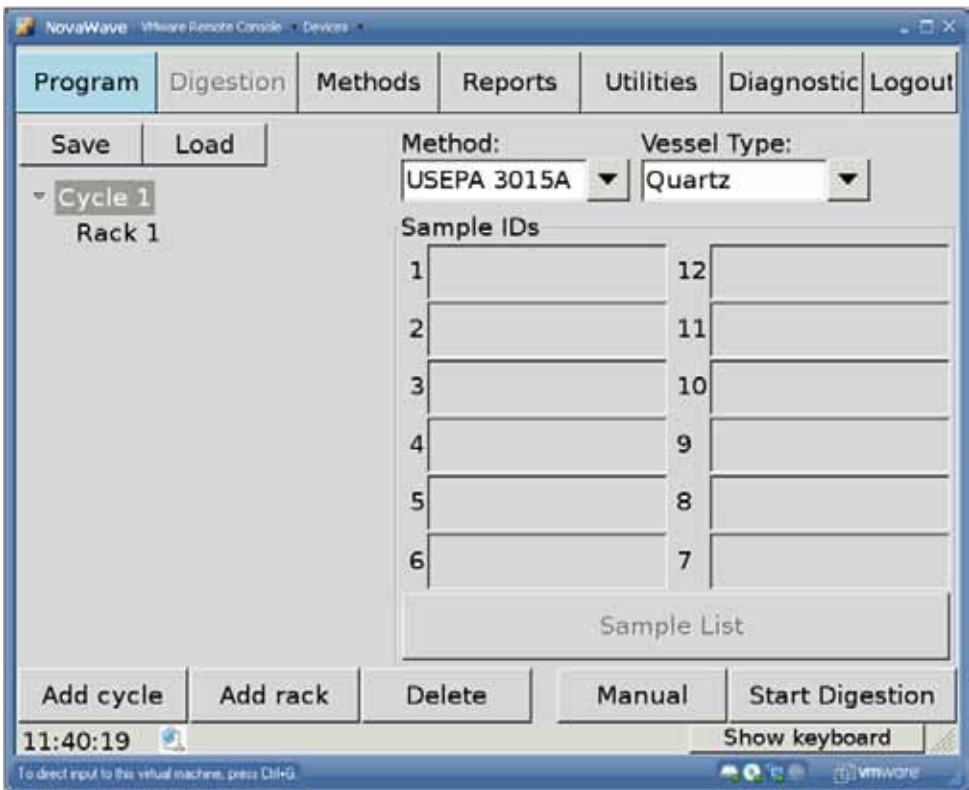 NovaWave VMware Remote Console Devices
Program Digestion Methods Reports Utilities Diagnostic Logout
Save Load
Method: Vessel Type:
USEPA 3015A Quartz
Cycle 1
Rack 1
Sample IDs
1 12
2 11
3 10
4 9
5 8
6 7
Sample List
Add cycle Add rack Delete Manual Start Digestion
11:40:19 Show keyboard
To direct input to this virtual machine, press Ctrl+G. vmware